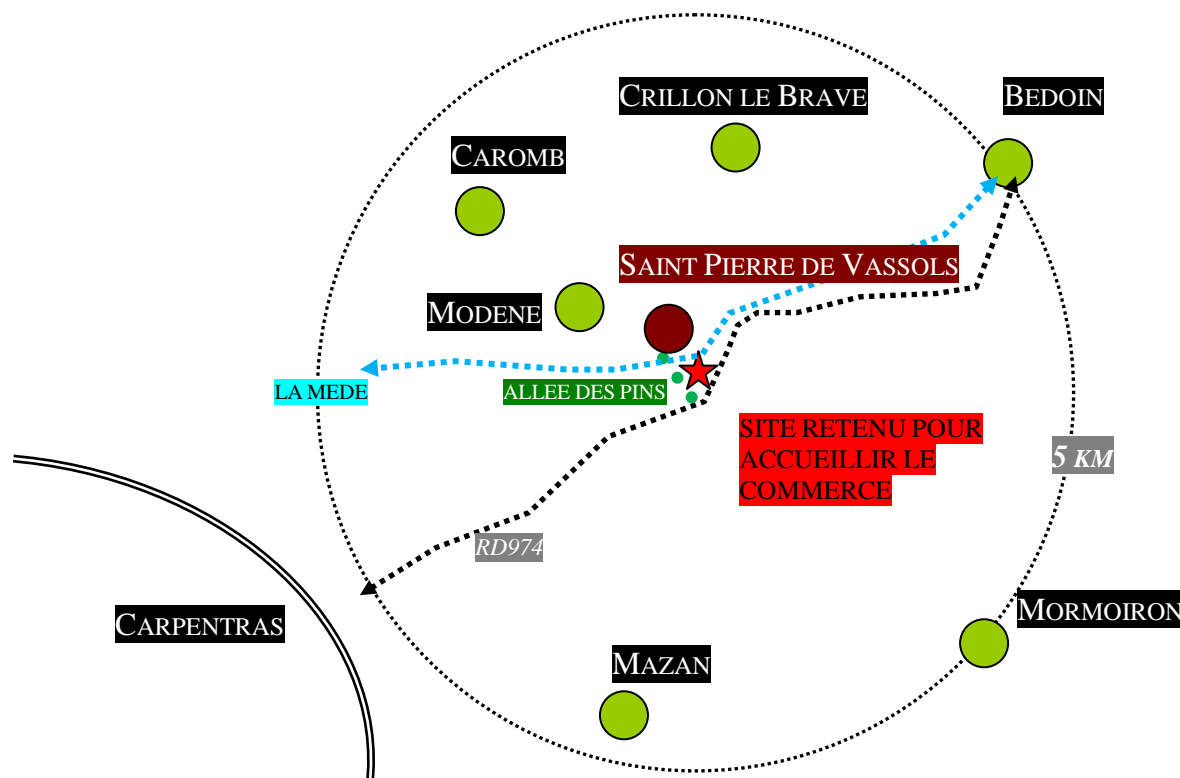 CRILLON LE BRAVE
BEDOIN
CAROMB
SAINT PIERRE DE VASSOLS
MODENE
LA MEDE
ALLEE DES PINS
SITE RETENU POUR
ACCUEILLIR LE
COMMERCE
5 KM
RD974
CARPENTRAS
MORMOIRON
MAZAN